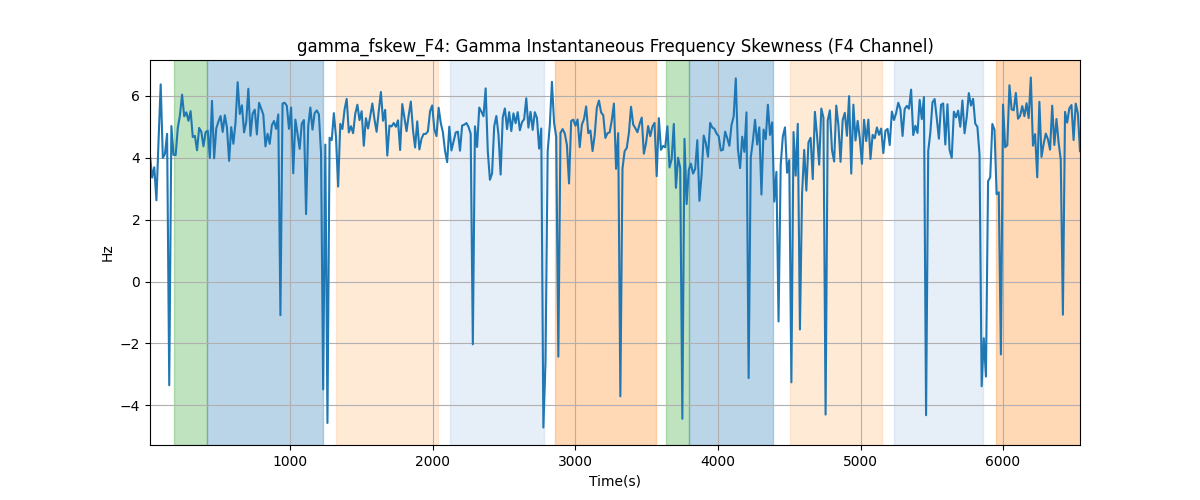 gamma_fskew_F4: Gamma Instantaneous Frequency Skewness (F4 Channel)
6
4
2
0
−2
−4
Hz
1000 2000 3000 4000 5000 6000
Time(s)